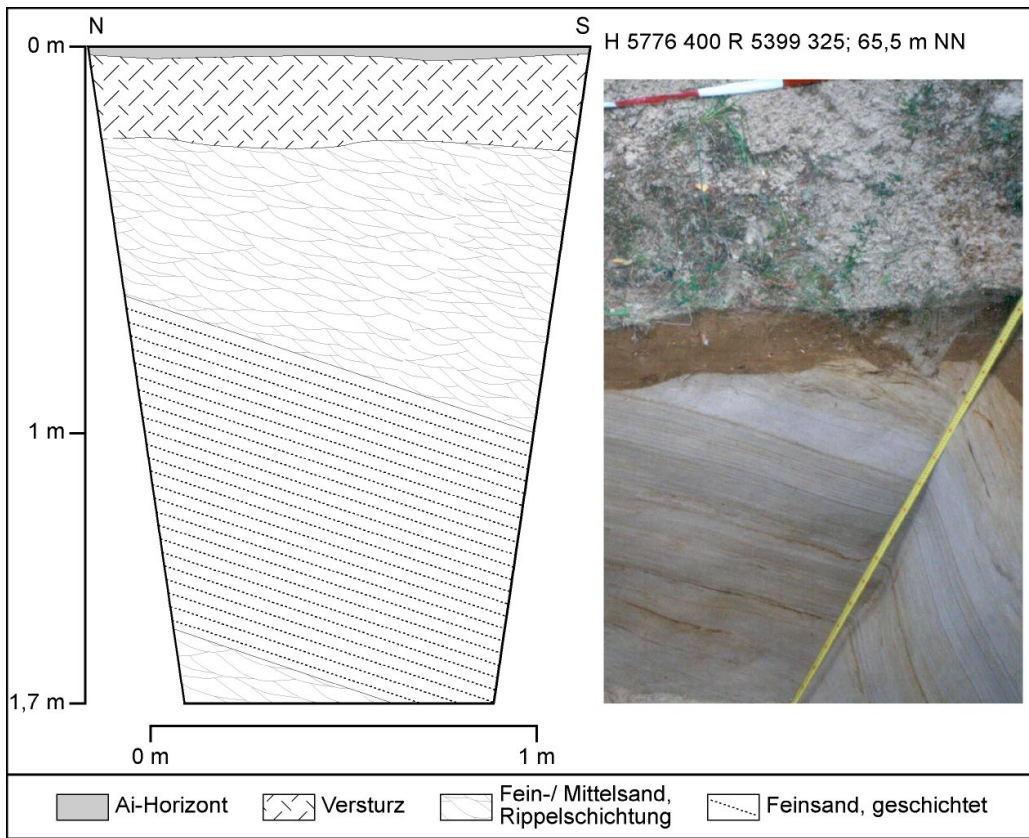 N
S
0 m
H 5776 400 R 5399 325; 65,5 m NN
1 m
1,7 m
0 m
1 m
Ai-Horizont
Versturz
Fein-/ Mittelsand,
Rippelschichtung
Feinsand, geschichtet